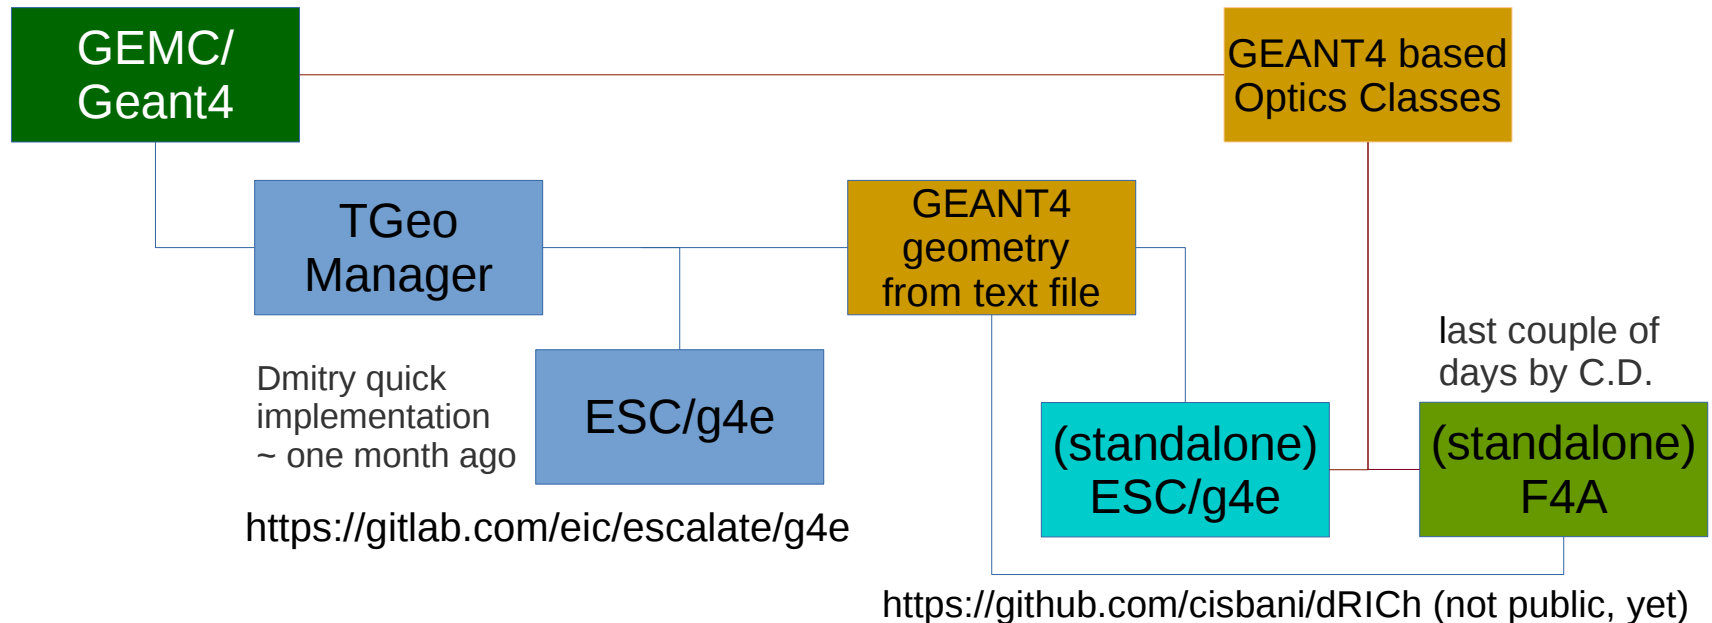 GEMC/
Geant4
GEANT4 based
Optics Classes
TGeo
Manager
GEANT4
geometry
from text file
last couple of
days by C.D.
Dmitry quick
implementation
~ one month ago
ESC/g4e
(standalone)
ESC/g4e
(standalone)
F4A
https://gitlab.com/eic/escalate/g4e
https://github.com/cisbani/dRICh (not public, yet)